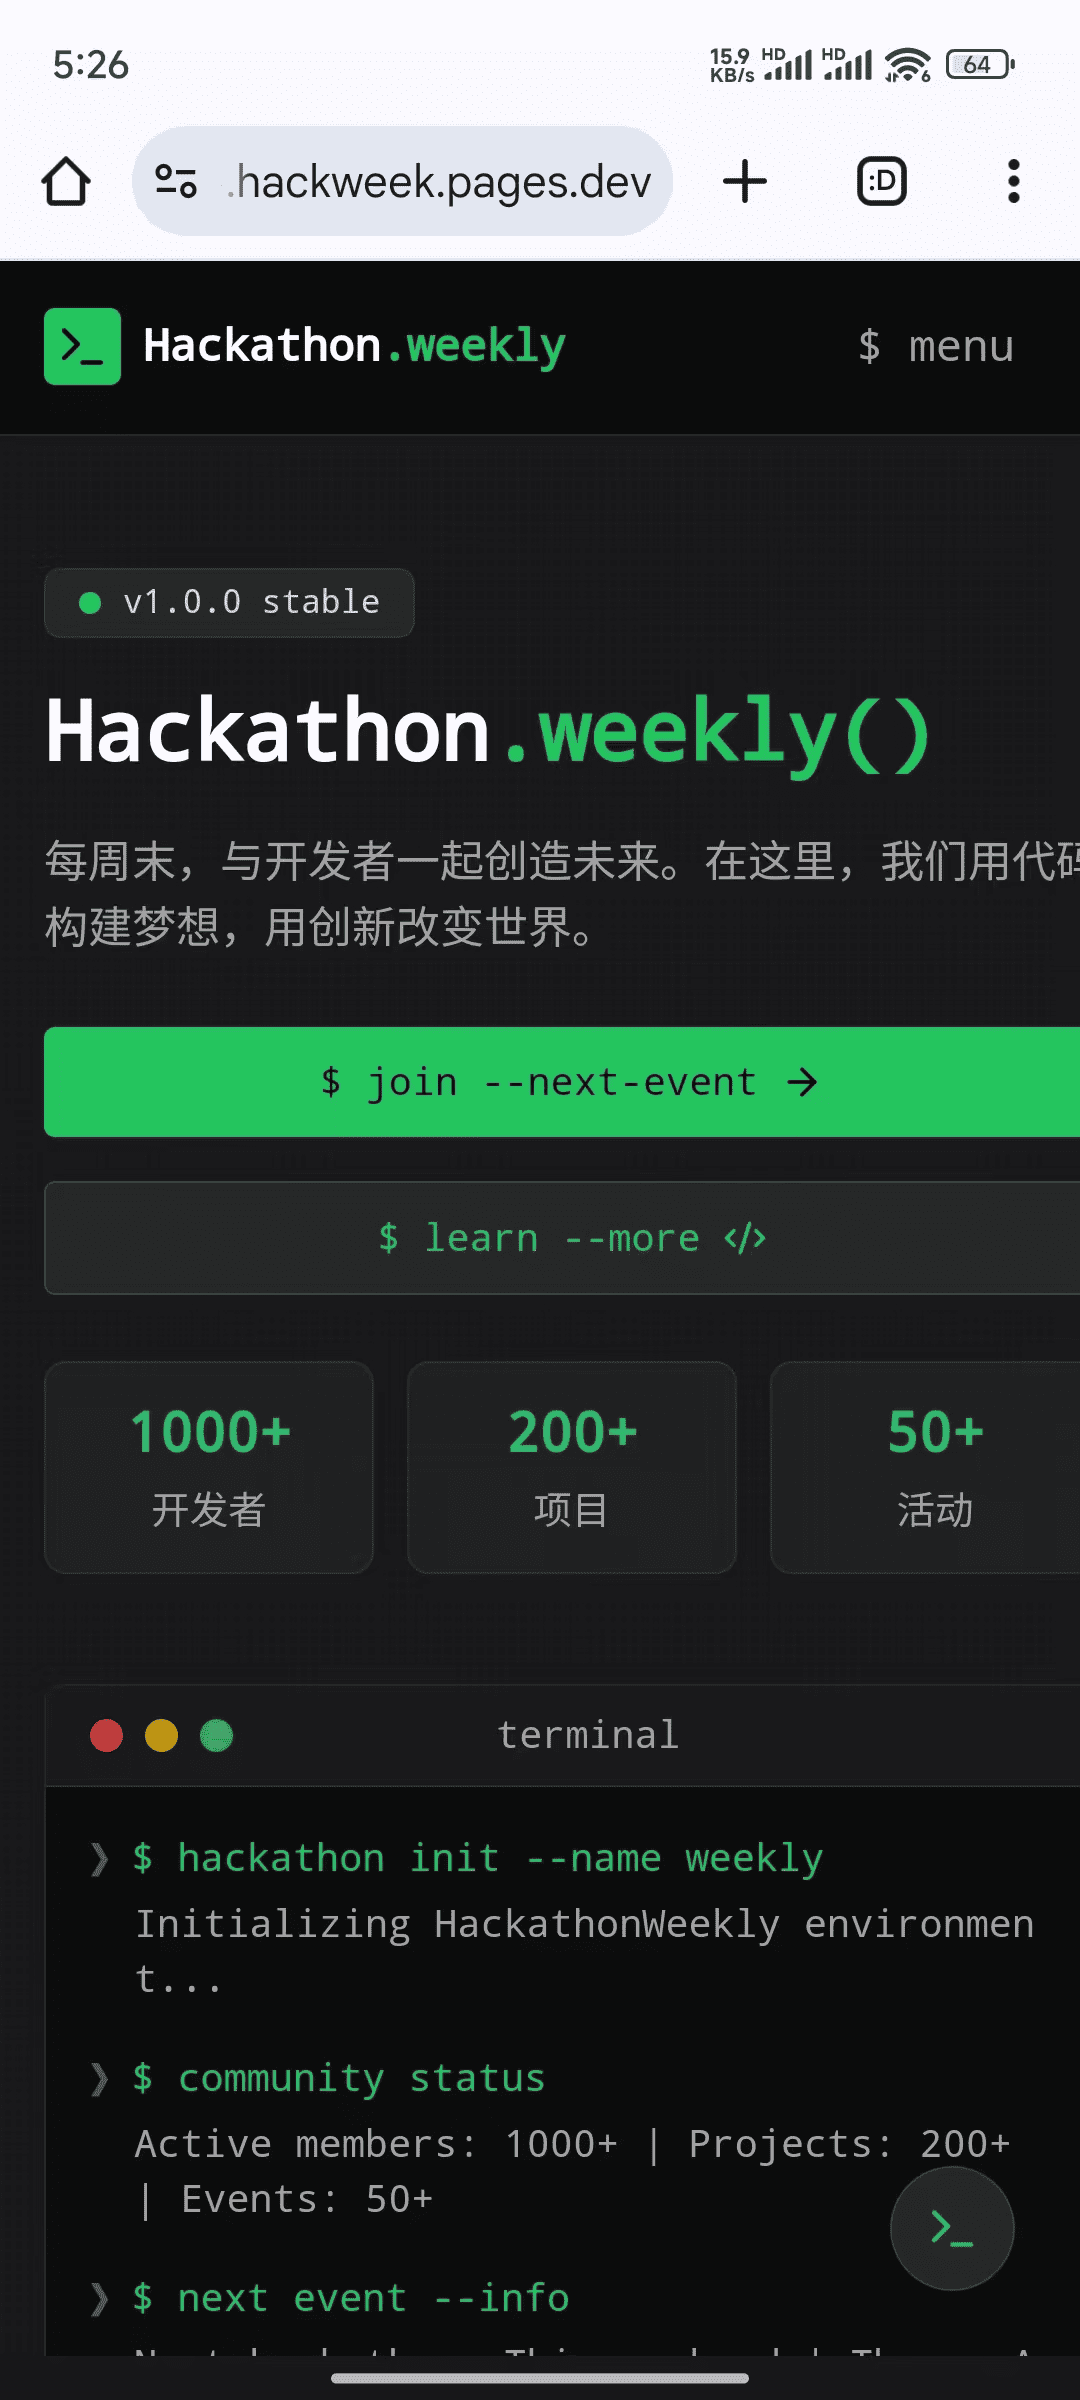 5:26
15.9 KB/s HD HD 6 64
.hackweek.pages.dev
:D
Hackathon.weekly
$ menu
v1.0.0 stable
Hackathon.weekly()
每周末，与开发者一起创造未来。在这里，我们用代码
构建梦想，用创新改变世界。
$ join --next-event →
$ learn --more </>
1000+
开发者
200+
项目
50+
活动
terminal
❯ $ hackathon init --name weekly
Initializing HackathonWeekly environmen
t...
❯ $ community status
Active members: 1000+ | Projects: 200+
| Events: 50+
❯ $ next event --info